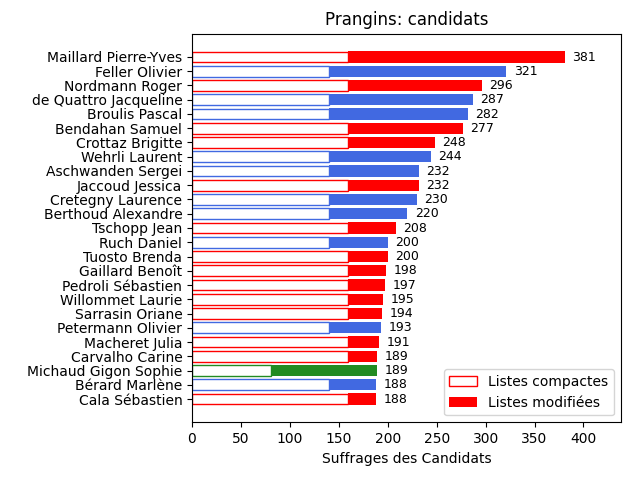 Prangins: candidats
Maillard Pierre-Yves 381
Feller Olivier 321
Nordmann Roger 296
de Quattro Jacqueline 287
Broulis Pascal 282
Bendahan Samuel 277
Crottaz Brigitte 248
Wehrli Laurent 244
Aschwanden Sergei 232
Jaccoud Jessica 232
Cretegny Laurence 230
Berthoud Alexandre 220
Tschopp Jean 208
Ruch Daniel 200
Tuosto Brenda 200
Gaillard Benoît 198
Pedroli Sébastien 197
Willommet Laurie 195
Sarrasin Oriane 194
Petermann Olivier 193
Macheret Julia 191
Carvalho Carine 189
Michaud Gigon Sophie 189
Bérard Marlène 188
Cala Sébastien 188
Listes compactes
Listes modifiées
0 50 100 150 200 250 300 350 400
Suffrages des Candidats